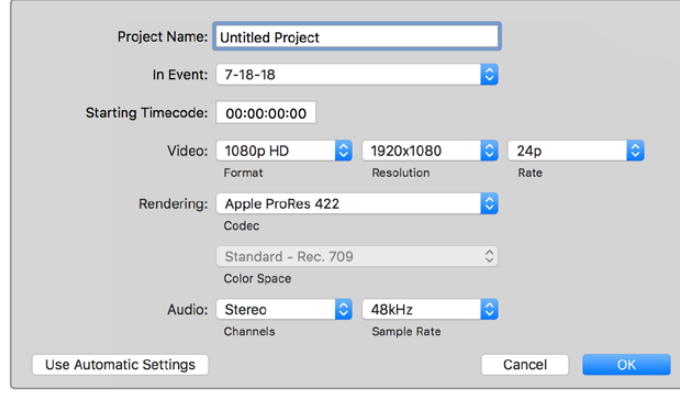 Project Name: Untitled Project
In Event: 7-18-18
Starting Timecode: 00:00:00:00
Video: 1080p HD 1920x1080 24p
Format Resolution Rate
Rendering: Apple ProRes 422
Codec
Standard - Rec. 709
Color Space
Audio: Stereo 48kHz
Channels Sample Rate
Use Automatic Settings Cancel OK